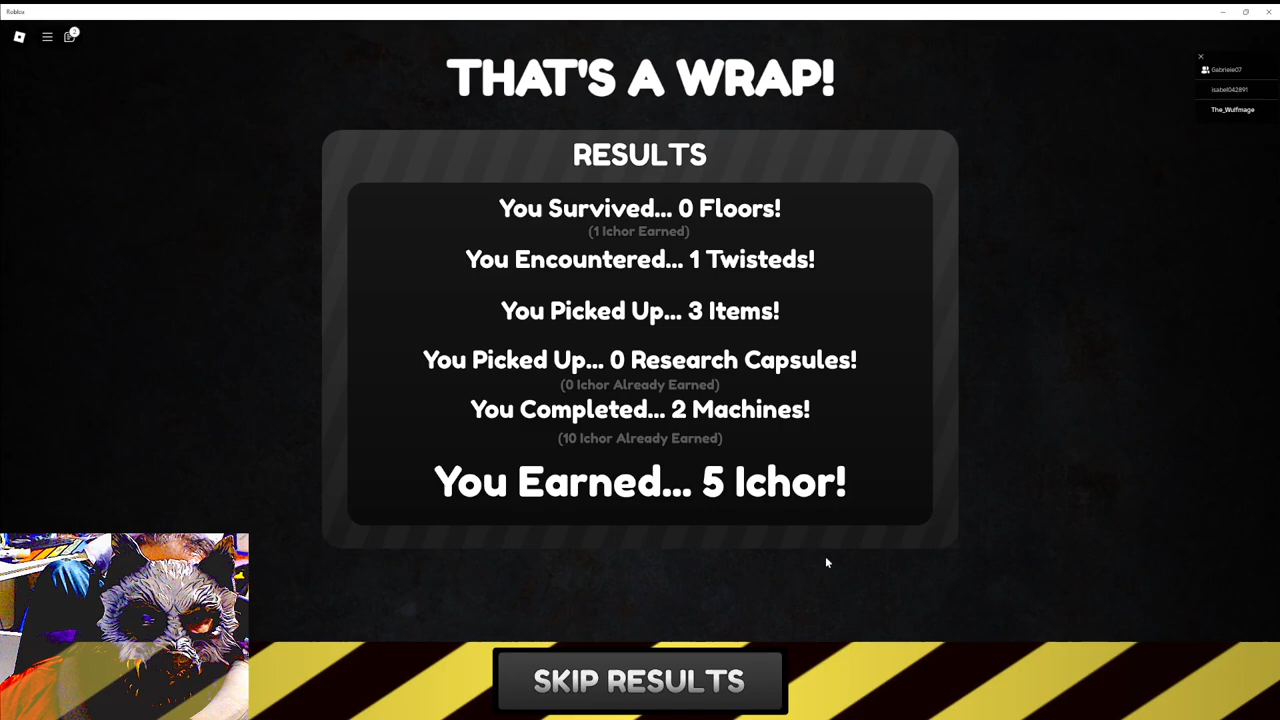 Roblox
2
THAT'S A WRAP!
Gabriele07
isabel042891
The_Wulfmage
RESULTS
You Survived... 0 Floors!
(1 Ichor Earned)
You Encountered... 1 Twisteds!
You Picked Up... 3 Items!
You Picked Up... 0 Research Capsules!
(0 Ichor Already Earned)
You Completed... 2 Machines!
(10 Ichor Already Earned)
You Earned... 5 Ichor!
SKIP RESULTS